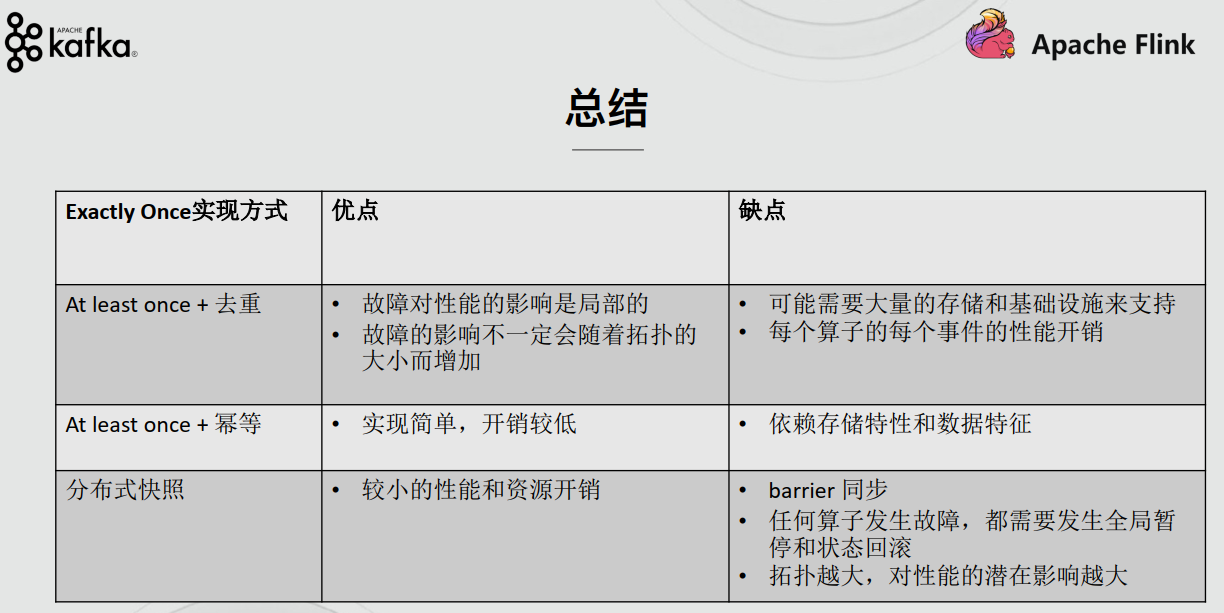 APACHE
kafka®
Apache Flink
总结
Exactly Once实现方式
优点
缺点
At least once + 去重
• 故障对性能的影响是局部的
• 故障的影响不一定会随着拓扑的
大小而增加
• 可能需要大量的存储和基础设施来支持
• 每个算子的每个事件的性能开销
At least once + 幂等
• 实现简单，开销较低
• 依赖存储特性和数据特征
分布式快照
• 较小的性能和资源开销
• barrier 同步
• 任何算子发生故障，都需要发生全局暂
停和状态回滚
• 拓扑越大，对性能的潜在影响越大